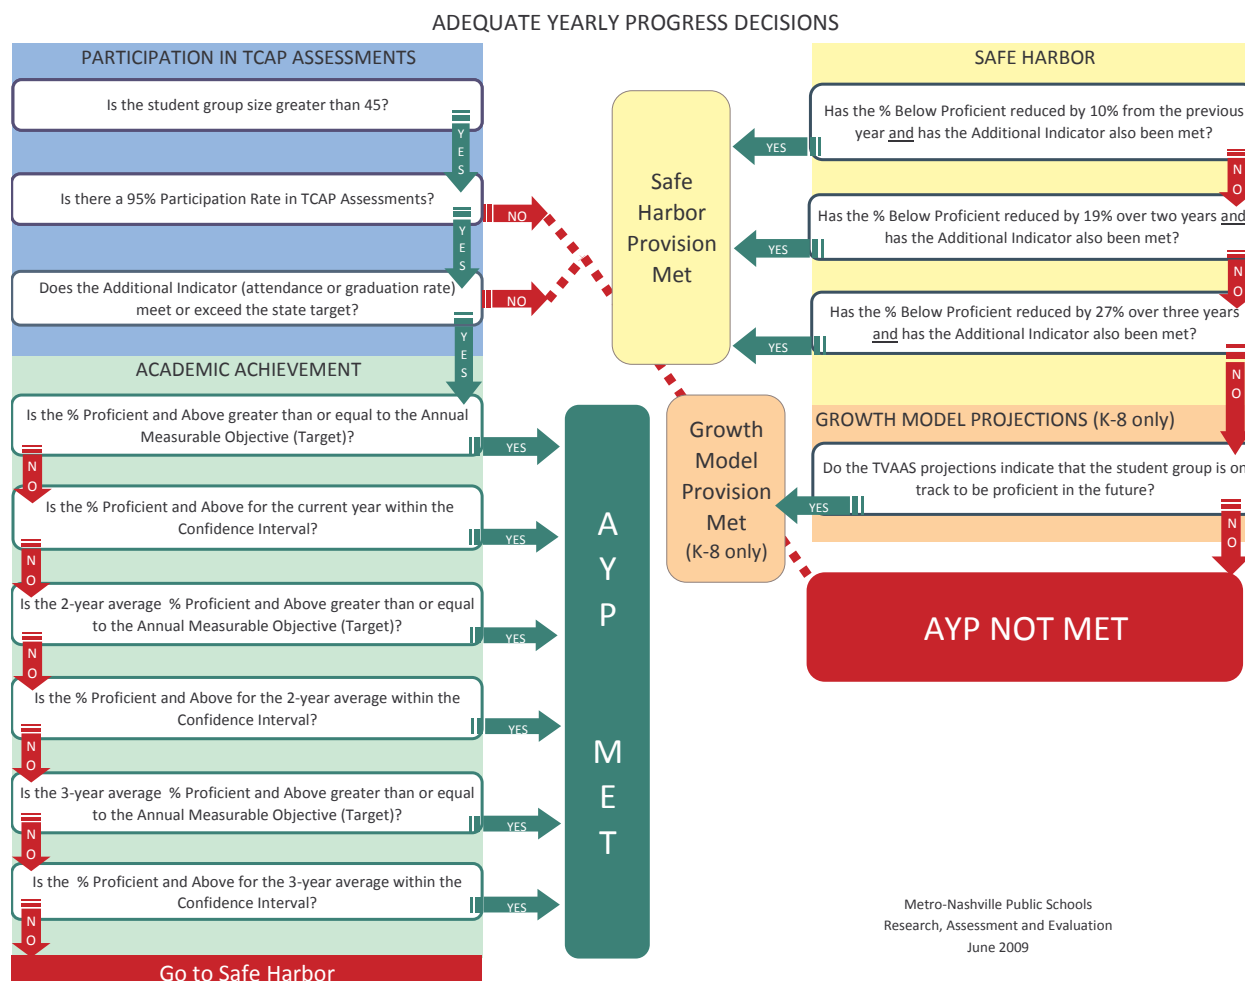 ADEQUATE YEARLY PROGRESS DECISIONS
PARTICIPATION IN TCAP ASSESSMENTS
Is the student group size greater than 45?
YES
Is there a 95% Participation Rate in TCAP Assessments?
NO
YES
Does the Additional Indicator (attendance or graduation rate)
meet or exceed the state target?
NO
YES
ACADEMIC ACHIEVEMENT
Is the % Proficient and Above greater than or equal to the Annual
Measurable Objective (Target)?
YES
NO
Is the % Proficient and Above for the current year within the
Confidence Interval?
YES
NO
Is the 2-year average % Proficient and Above greater than or equal
to the Annual Measurable Objective (Target)?
YES
NO
Is the % Proficient and Above for the 2-year average within the
Confidence Interval?
YES
NO
Is the 3-year average % Proficient and Above greater than or equal
to the Annual Measurable Objective (Target)?
YES
NO
Is the % Proficient and Above for the 3-year average within the
Confidence Interval?
YES
NO
Go to Safe Harbor
AYP MET
Safe
Harbor
Provision
Met
Growth
Model
Provision
Met
(K-8 only)
SAFE HARBOR
Has the % Below Proficient reduced by 10% from the previous
year and has the Additional Indicator also been met?
YES
NO
Has the % Below Proficient reduced by 19% over two years and
has the Additional Indicator also been met?
YES
NO
Has the % Below Proficient reduced by 27% over three years
and has the Additional Indicator also been met?
YES
NO
GROWTH MODEL PROJECTIONS (K-8 only)
Do the TVAAS projections indicate that the student group is on
track to be proficient in the future?
YES
NO
AYP NOT MET
Metro-Nashville Public Schools
Research, Assessment and Evaluation
June 2009